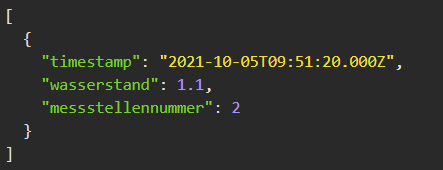 [
  {
    "timestamp": "2021-10-05T09:51:20.000Z",
    "wasserstand": 1.1,
    "messstellennummer": 2
  }
]